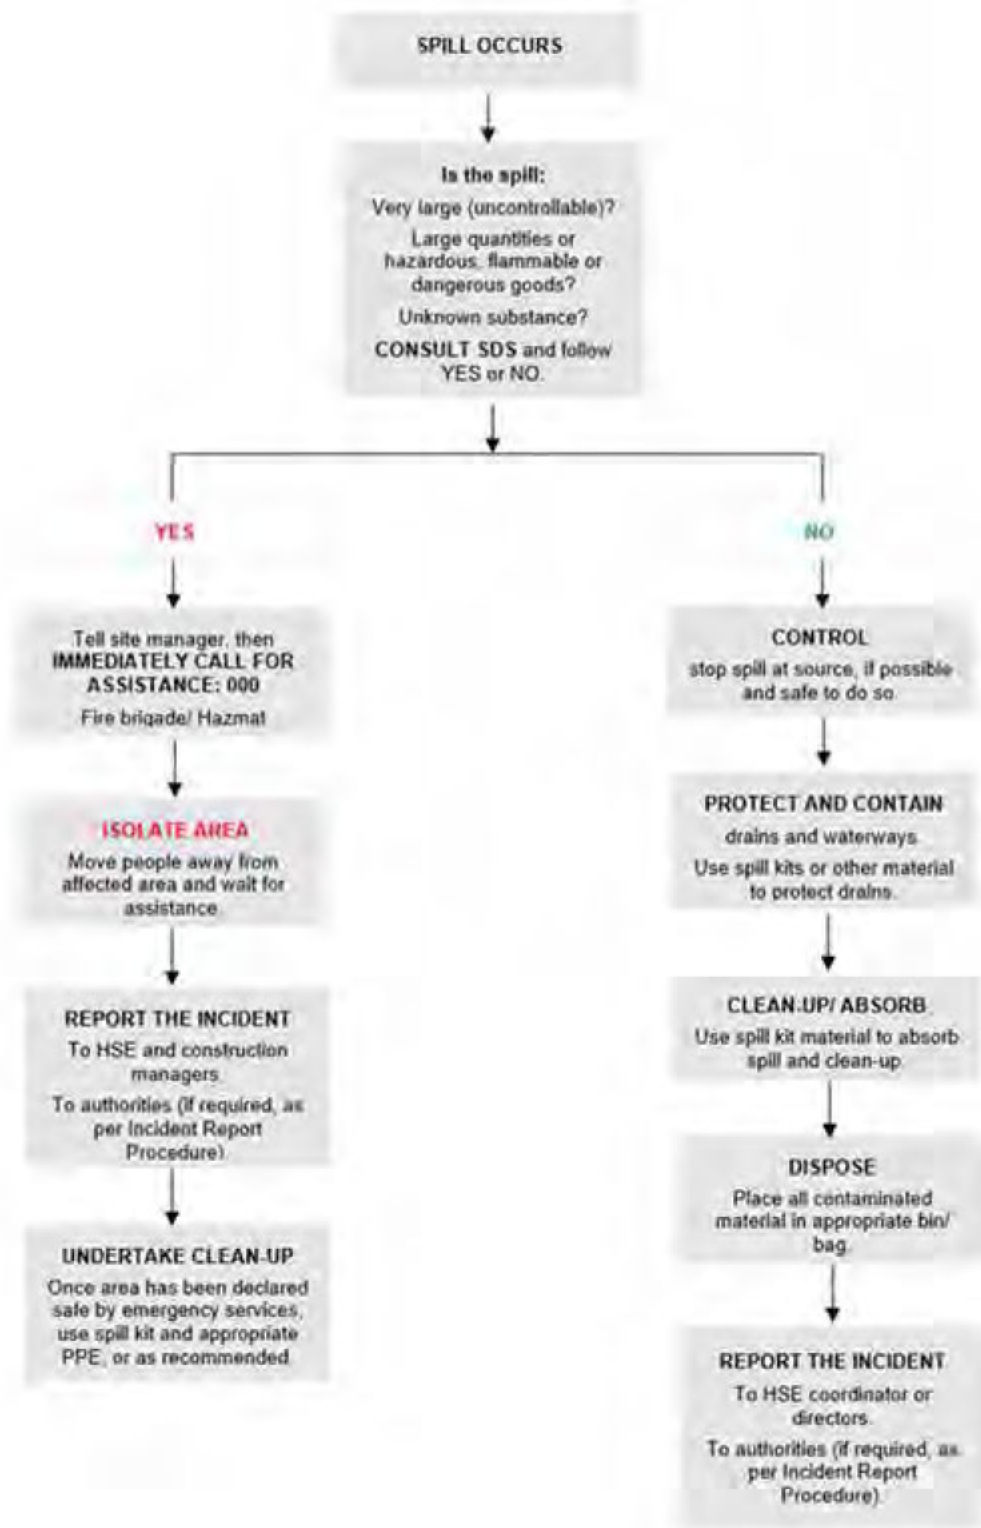 SPILL OCCURS
Is the spill:
Very large (uncontrollable)?
Large quantities or
hazardous, flammable or
dangerous goods?
Unknown substance?
CONSULT SDS and follow
YES or NO.
YES
Tell site manager, then
IMMEDIATELY CALL FOR
ASSISTANCE: 000
Fire brigade/ Hazmat
ISOLATE AREA
Move people away from
affected area and wait for
assistance.
REPORT THE INCIDENT
To HSE and construction
managers
To authorities (if required, as
per Incident Report
Procedure)
UNDERTAKE CLEAN-UP
Once area has been declared
safe by emergency services,
use spill kit and appropriate
PPE, or as recommended
NO
CONTROL
stop spill at source, if possible
and safe to do so
PROTECT AND CONTAIN
drains and waterways
Use spill kits or other material
to protect drains.
CLEAN-UP/ ABSORB
Use spill kit material to absorb
spill and clean-up.
DISPOSE
Place all contaminated
material in appropriate bin/
bag.
REPORT THE INCIDENT
To HSE coordinator or
directors.
To authorities (if required, as
per Incident Report
Procedure)